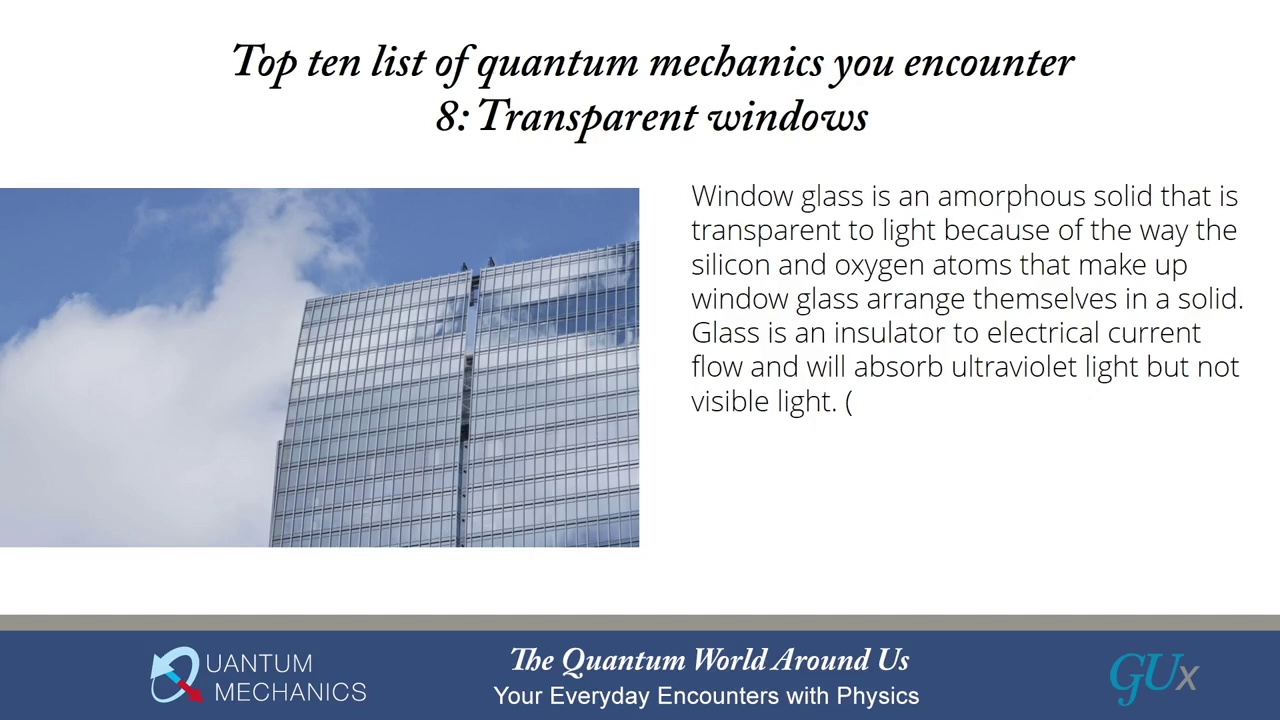 Top ten list of quantum mechanics you encounter
8: Transparent windows
Window glass is an amorphous solid that is
transparent to light because of the way the
silicon and oxygen atoms that make up
window glass arrange themselves in a solid.
Glass is an insulator to electrical current
flow and will absorb ultraviolet light but not
visible light. (
QUANTUM
MECHANICS
The Quantum World Around Us
Your Everyday Encounters with Physics
GUx